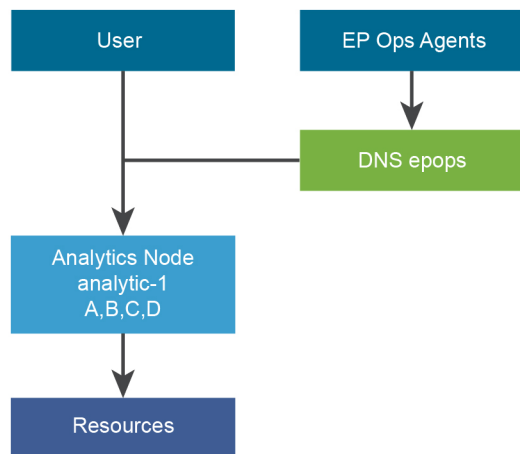 User
EP Ops Agents
DNS epops
Analytics Node
analytic-1
A,B,C,D
Resources